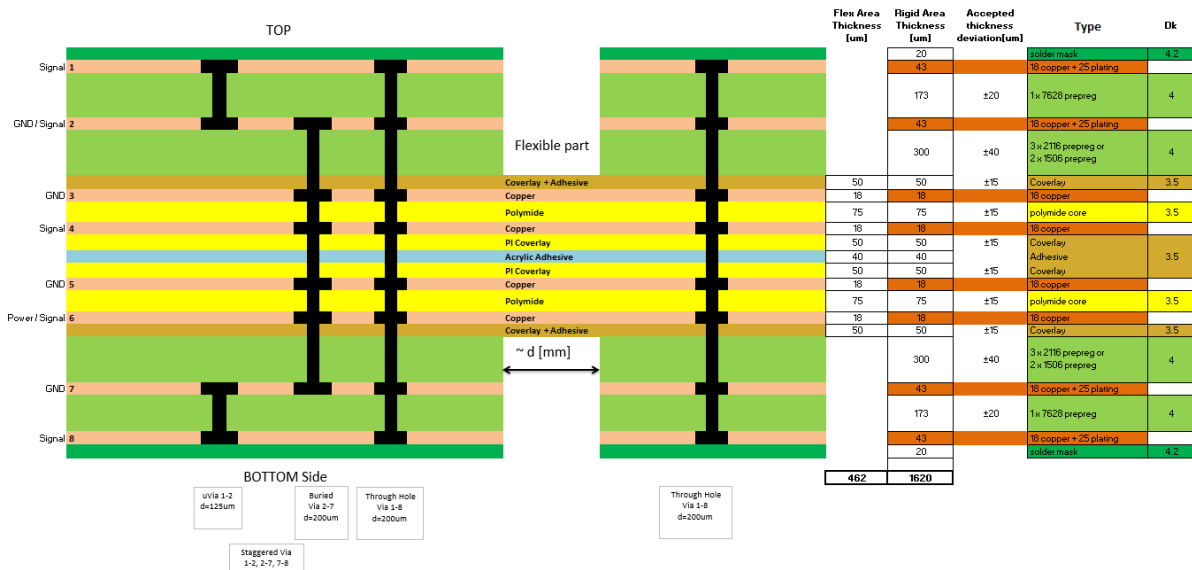 TOP
Flex Area Thickness [um]
Rigid Area Thickness [um]
Accepted thickness deviation[um]
Type
Dk
20 solder mask 4.2
Signal 1 43 18 copper + 25 plating
173 ±20 1 x 7628 prepreg 4
GND / Signal 2 43 18 copper + 25 plating
Flexible part
300 ±40 3 x 2116 prepreg or
2 x 1506 prepreg 4
Coverlay + Adhesive 50 50 ±15 Coverlay 3.5
GND 3 Copper 18 18 18 copper
Polymide 75 75 ±15 polymide core 3.5
Signal 4 Copper 18 18 18 copper
PI Coverlay 50 50 ±15 Coverlay
Acrylic Adhesive 40 40 Adhesive 3.5
PI Coverlay 50 50 ±15 Coverlay
GND 5 Copper 18 18 18 copper
Polymide 75 75 ±15 polymide core 3.5
Power / Signal 6 Copper 18 18 18 copper
Coverlay + Adhesive 50 50 ±15 Coverlay 3.5
~ d [mm]
300 ±40 3 x 2116 prepreg or
2 x 1506 prepreg 4
GND 7 43 18 copper + 25 plating
173 ±20 1 x 7628 prepreg 4
Signal 8 43 18 copper + 25 plating
20 solder mask 4.2
462 1620
BOTTOM Side
uVia 1-2
d=125um
Buried
Via 2-7
d=200um
Through Hole
Via 1-8
d=200um
Through Hole
Via 1-8
d=200um
Staggered Via
1-2, 2-7, 7-8